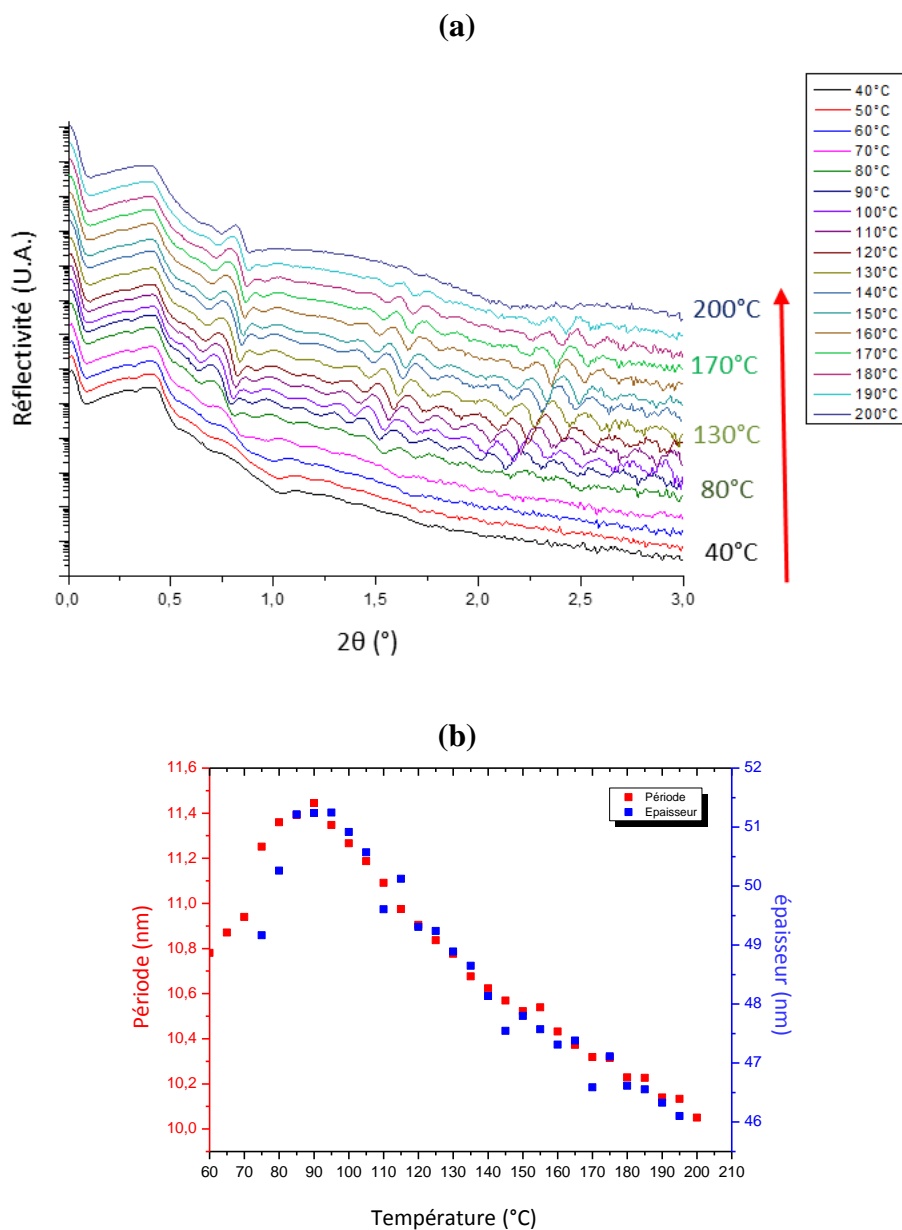 (a)
Réflectivité (U.A.)
40°C
50°C
60°C
70°C
80°C
90°C
100°C
110°C
120°C
130°C
140°C
150°C
160°C
170°C
180°C
190°C
200°C
200°C
170°C
130°C
80°C
40°C
0,0 0,5 1,0 1,5 2,0 2,5 3,0
2θ (°)
(b)
Période (nm)
11,6
11,4
11,2
11,0
10,8
10,6
10,4
10,2
10,0
Période
Epaisseur
52
51
50
49
48
47
46
épaisseur (nm)
60 70 80 90 100 110 120 130 140 150 160 170 180 190 200 210
Température (°C)